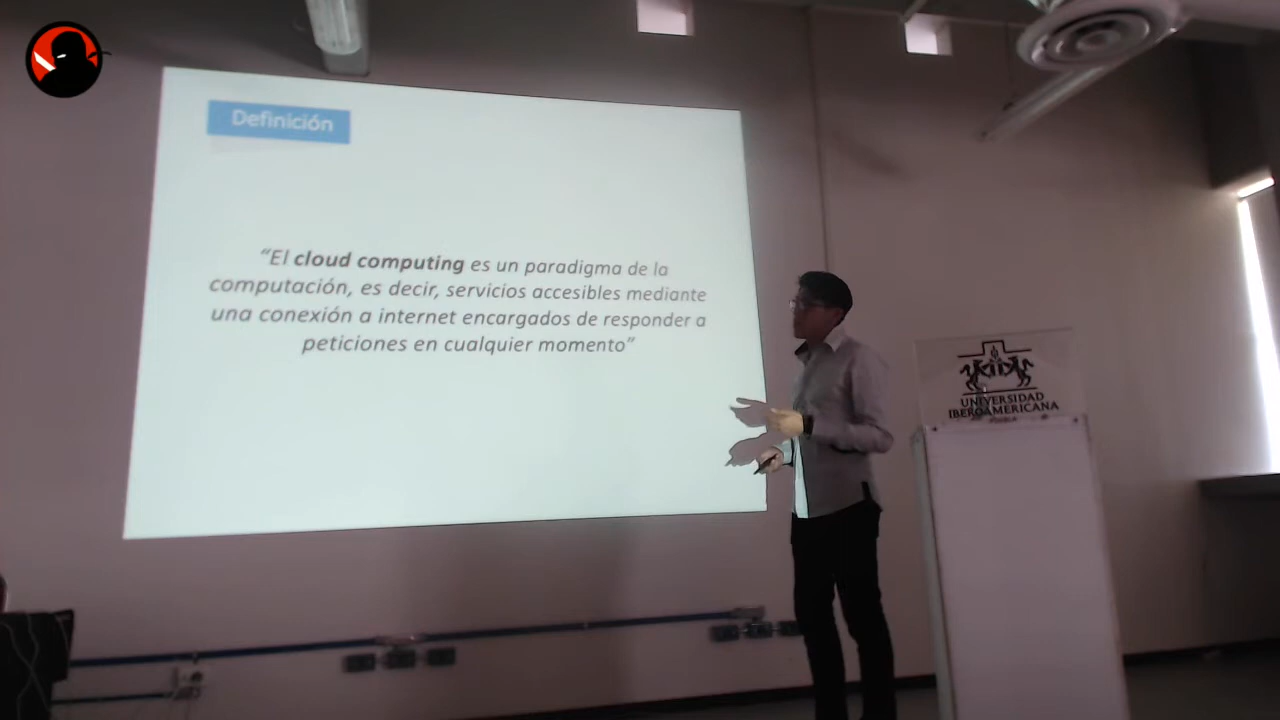 Definición
“El cloud computing es un paradigma de la
computación, es decir, servicios accesibles mediante
una conexión a internet encargados de responder a
peticiones en cualquier momento”
UNIVERSIDAD
IBEROAMERICANA
PUEBLA